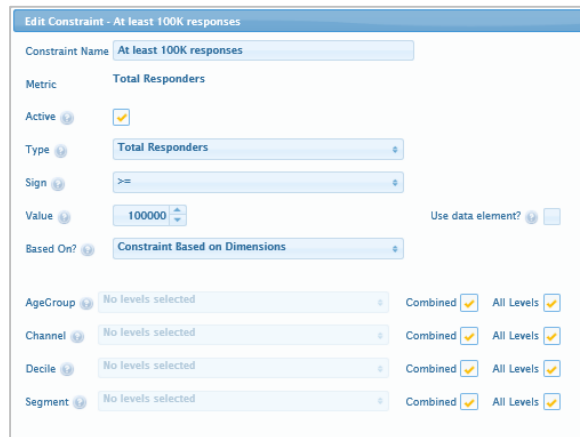 Edit Constraint - At least 100K responses
Constraint Name At least 100K responses
Metric Total Responders
Active ?
Type ? Total Responders
Sign ? >=
Value ? 100000 Use data element? ?
Based On? ? Constraint Based on Dimensions
AgeGroup ? No levels selected Combined All Levels
Channel ? No levels selected Combined All Levels
Decile ? No levels selected Combined All Levels
Segment ? No levels selected Combined All Levels